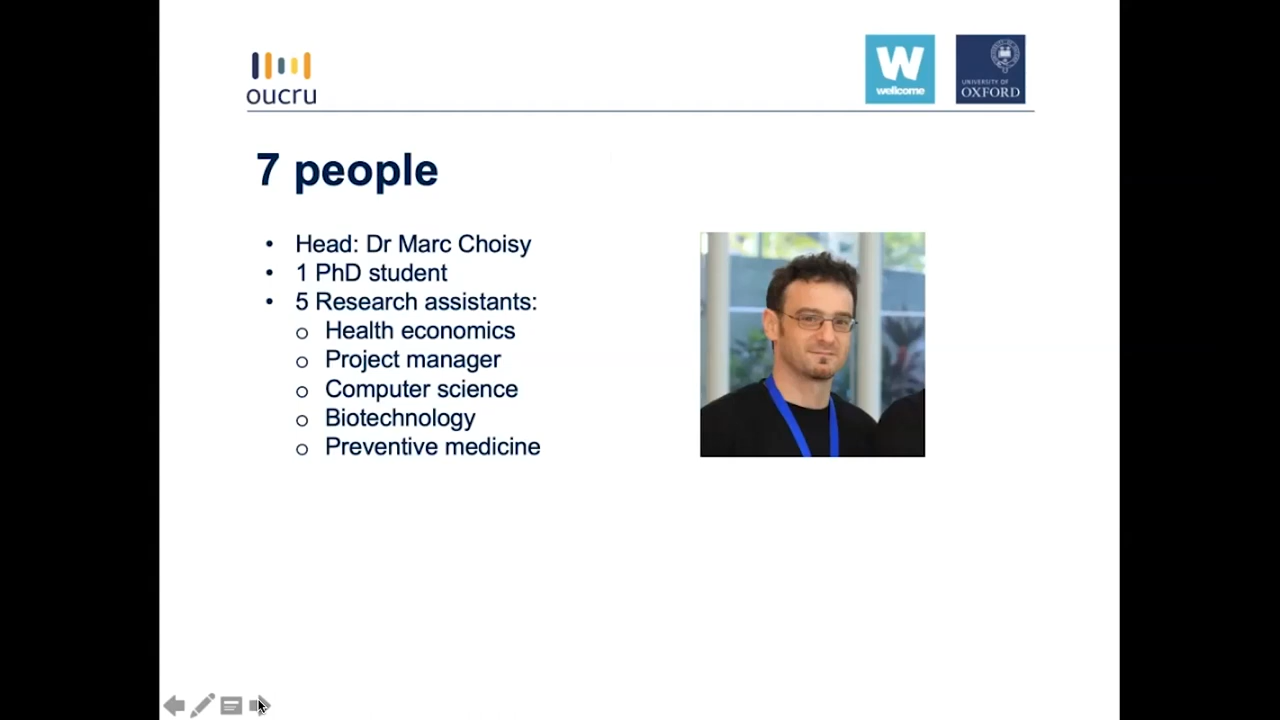 oucru
W
wellcome
UNIVERSITY OF
OXFORD
7 people
• Head: Dr Marc Choisy
• 1 PhD student
• 5 Research assistants:
o Health economics
o Project manager
o Computer science
o Biotechnology
o Preventive medicine